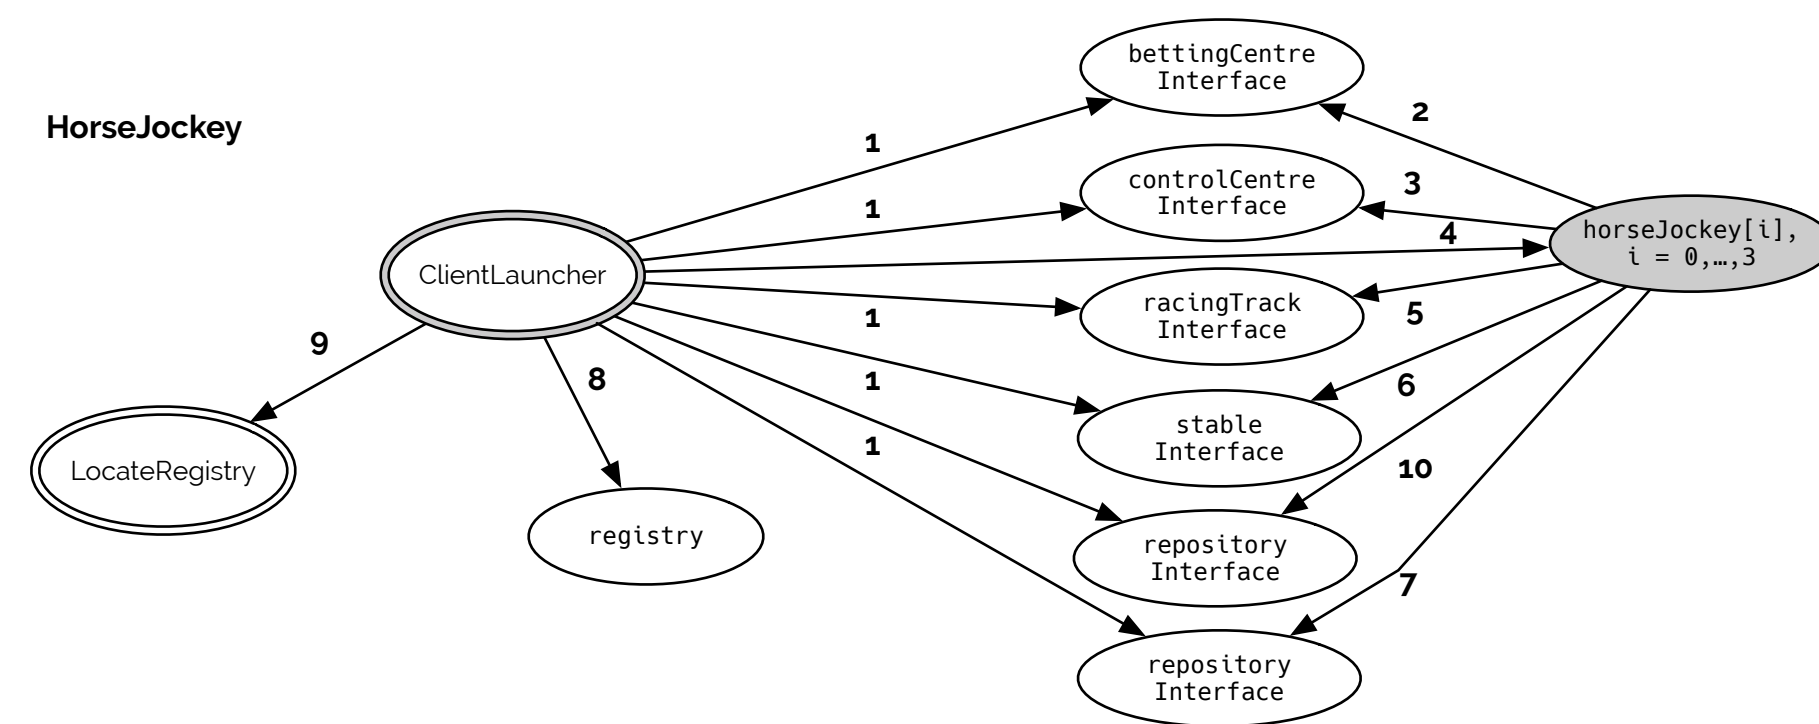 HorseJockey
bettingCentre
Interface
2
1
controlCentre
Interface
3
1
4
horseJockey[i],
i = 0,…,3
ClientLauncher
racingTrack
Interface
1
5
9
8
1
6
stable
Interface
1
10
LocateRegistry
registry
repository
Interface
7
repository
Interface